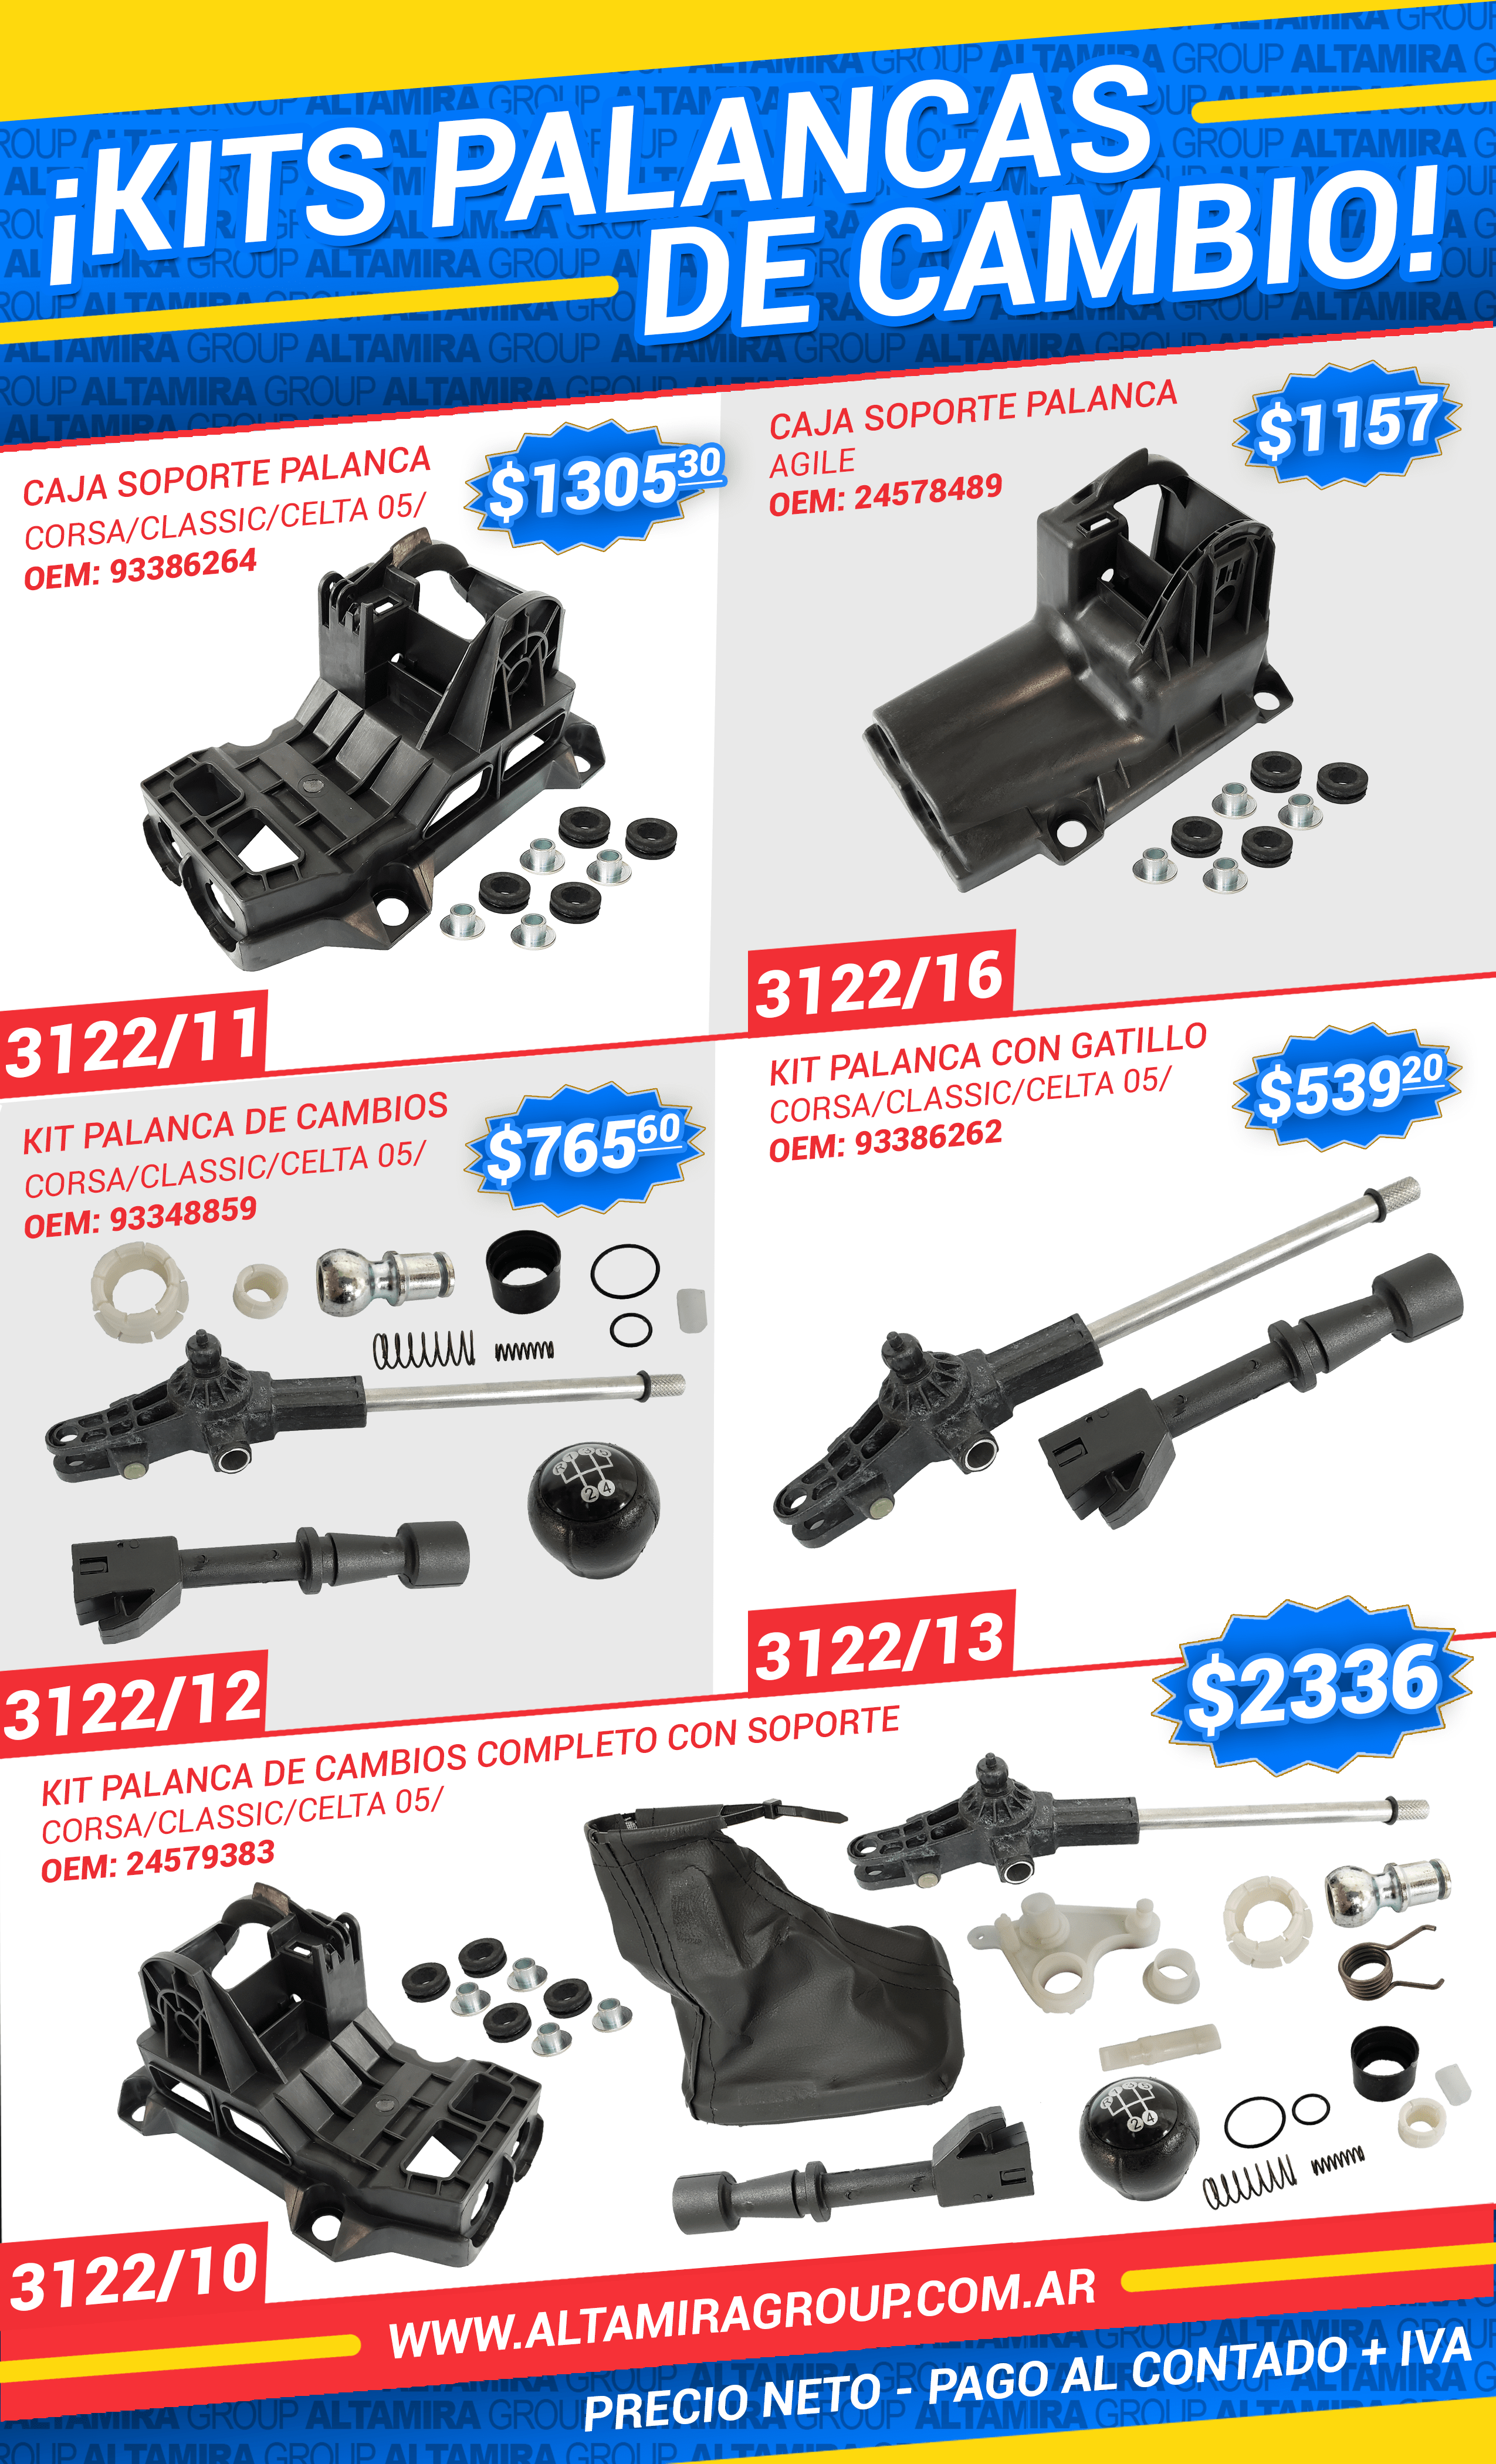 ¡KITS PALANCAS
DE CAMBIO!
CAJA SOPORTE PALANCA
CORSA/CLASSIC/CELTA 05/
OEM: 93386264
$1305³⁰
3122/11
CAJA SOPORTE PALANCA
AGILE
OEM: 24578489
$1157
3122/16
KIT PALANCA DE CAMBIOS
CORSA/CLASSIC/CELTA 05/
OEM: 93348859
$765⁶⁰
3122/12
KIT PALANCA CON GATILLO
CORSA/CLASSIC/CELTA 05/
OEM: 93386262
$539²⁰
3122/13
KIT PALANCA DE CAMBIOS COMPLETO CON SOPORTE
CORSA/CLASSIC/CELTA 05/
OEM: 24579383
$2336
3122/10
WWW.ALTAMIRAGROUP.COM.AR
PRECIO NETO - PAGO AL CONTADO + IVA
ALTAMIRA GROUP